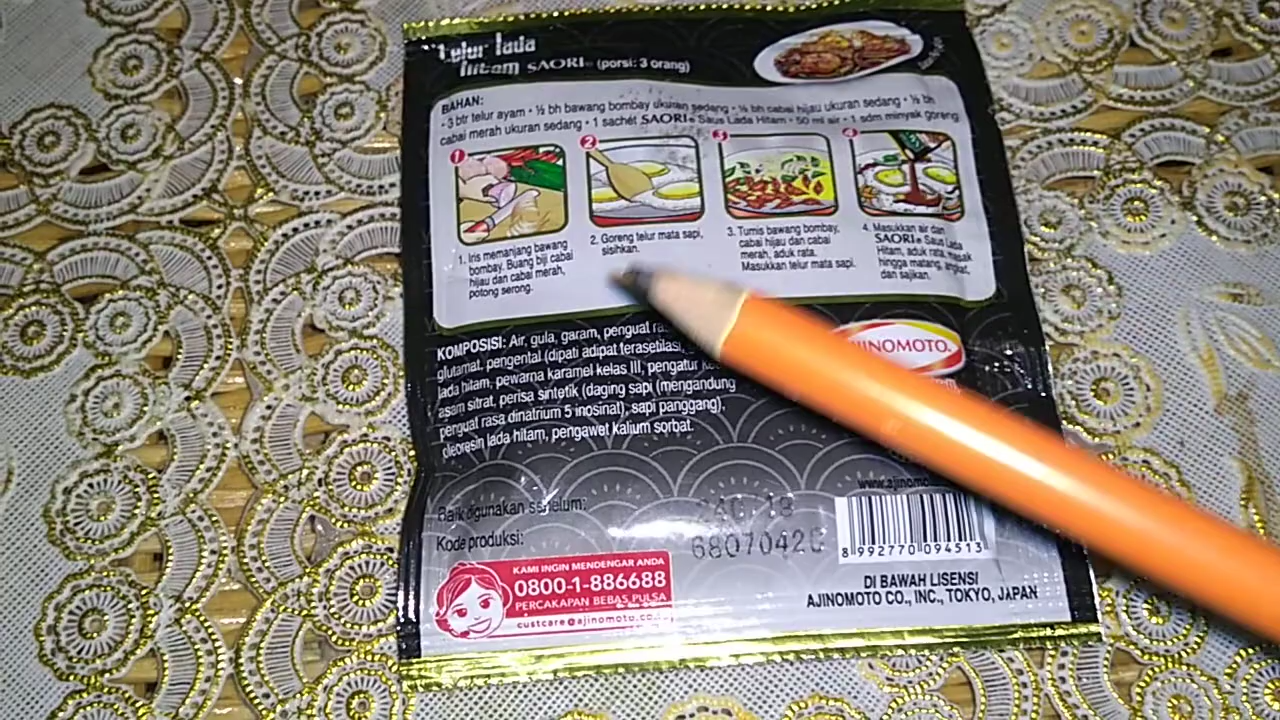 Telur lada
hitam SAORI® (porsi: 3 orang)
BAHAN:
• 3 btr telur ayam • ½ bh bawang bombay ukuran sedang • ½ bh cabai hijau ukuran sedang • ½ bh
cabai merah ukuran sedang • 1 sachet SAORI® Saus Lada Hitam • 50 ml air • 1 sdm minyak goreng
1
2
3
4
1. Iris memanjang bawang
bombay. Buang biji cabai
hijau dan cabai merah,
potong serong.
2. Goreng telur mata sapi,
sisihkan.
3. Tumis bawang bombay,
cabai hijau dan cabai
merah, aduk rata.
Masukkan telur mata sapi.
4. Masukkan air dan
SAORI® Saus Lada
Hitam, aduk rata, masak
hingga matang, angkat,
dan sajikan.
KOMPOSISI: Air, gula, garam, penguat
glutamat, pengental (dipati adipat terasetilasi,
lada hitam, pewarna karamel kelas III, pengatur
asam sitrat, perisa sintetik (daging sapi (mengandung
penguat rasa dinatrium 5 inosinat), sapi panggang),
oleoresin lada hitam, pengawet kalium sorbat.
AJINOMOTO®
Baik digunakan sebelum:
Kode produksi:
KAMI INGIN MENDENGAR ANDA
0800-1-886688
PERCAKAPAN BEBAS PULSA
custcare@ajinomoto.co.
8 992770 094513
DI BAWAH LISENSI
AJINOMOTO CO., INC., TOKYO, JAPAN